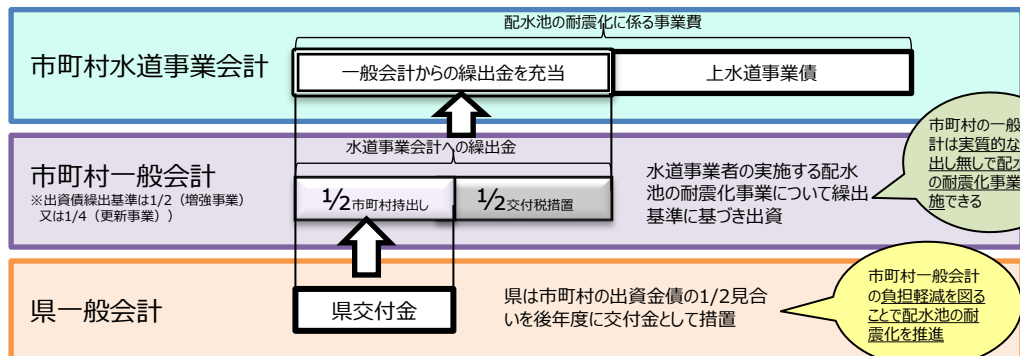 配水池の耐震化に係る事業費
市町村水道事業会計
一般会計からの繰出金を充当
上水道事業債
市町村の一般
計は実質的な
出し無しで配水
の耐震化事業
施できる
水道事業会計への繰出金
市町村一般会計
※出資債繰出基準は1/2（増強事業）
又は1/4（更新事業））
1/2市町村持出し
1/2交付税措置
水道事業者の実施する配水
池の耐震化事業について繰出
基準に基づき出資
県一般会計
県交付金
県は市町村の出資金債の1/2見合
いを後年度に交付金として措置
市町村一般会計
の負担軽減を図る
ことで配水池の耐
震化を推進